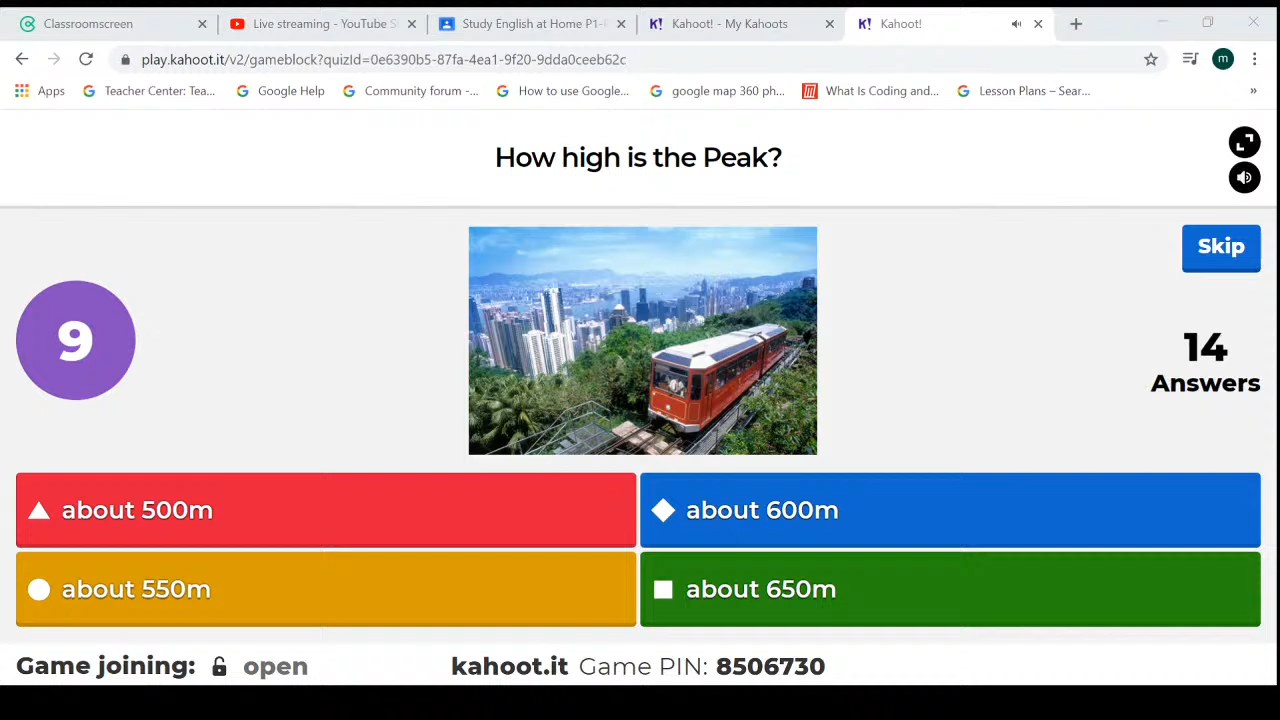 Classroomscreen
Live streaming - YouTube S
Study English at Home P1-
Kahoot! - My Kahoots
Kahoot!
play.kahoot.it/v2/gameblock?quizId=0e6390b5-87fa-4ea1-9f20-9dda0ceeb62c
m
Apps
Teacher Center: Tea...
Google Help
Community forum -...
How to use Google...
google map 360 ph...
What Is Coding and...
Lesson Plans – Sear...
»
How high is the Peak?
Skip
9
14
Answers
about 500m
about 600m
about 550m
about 650m
Game joining: open
kahoot.it Game PIN: 8506730